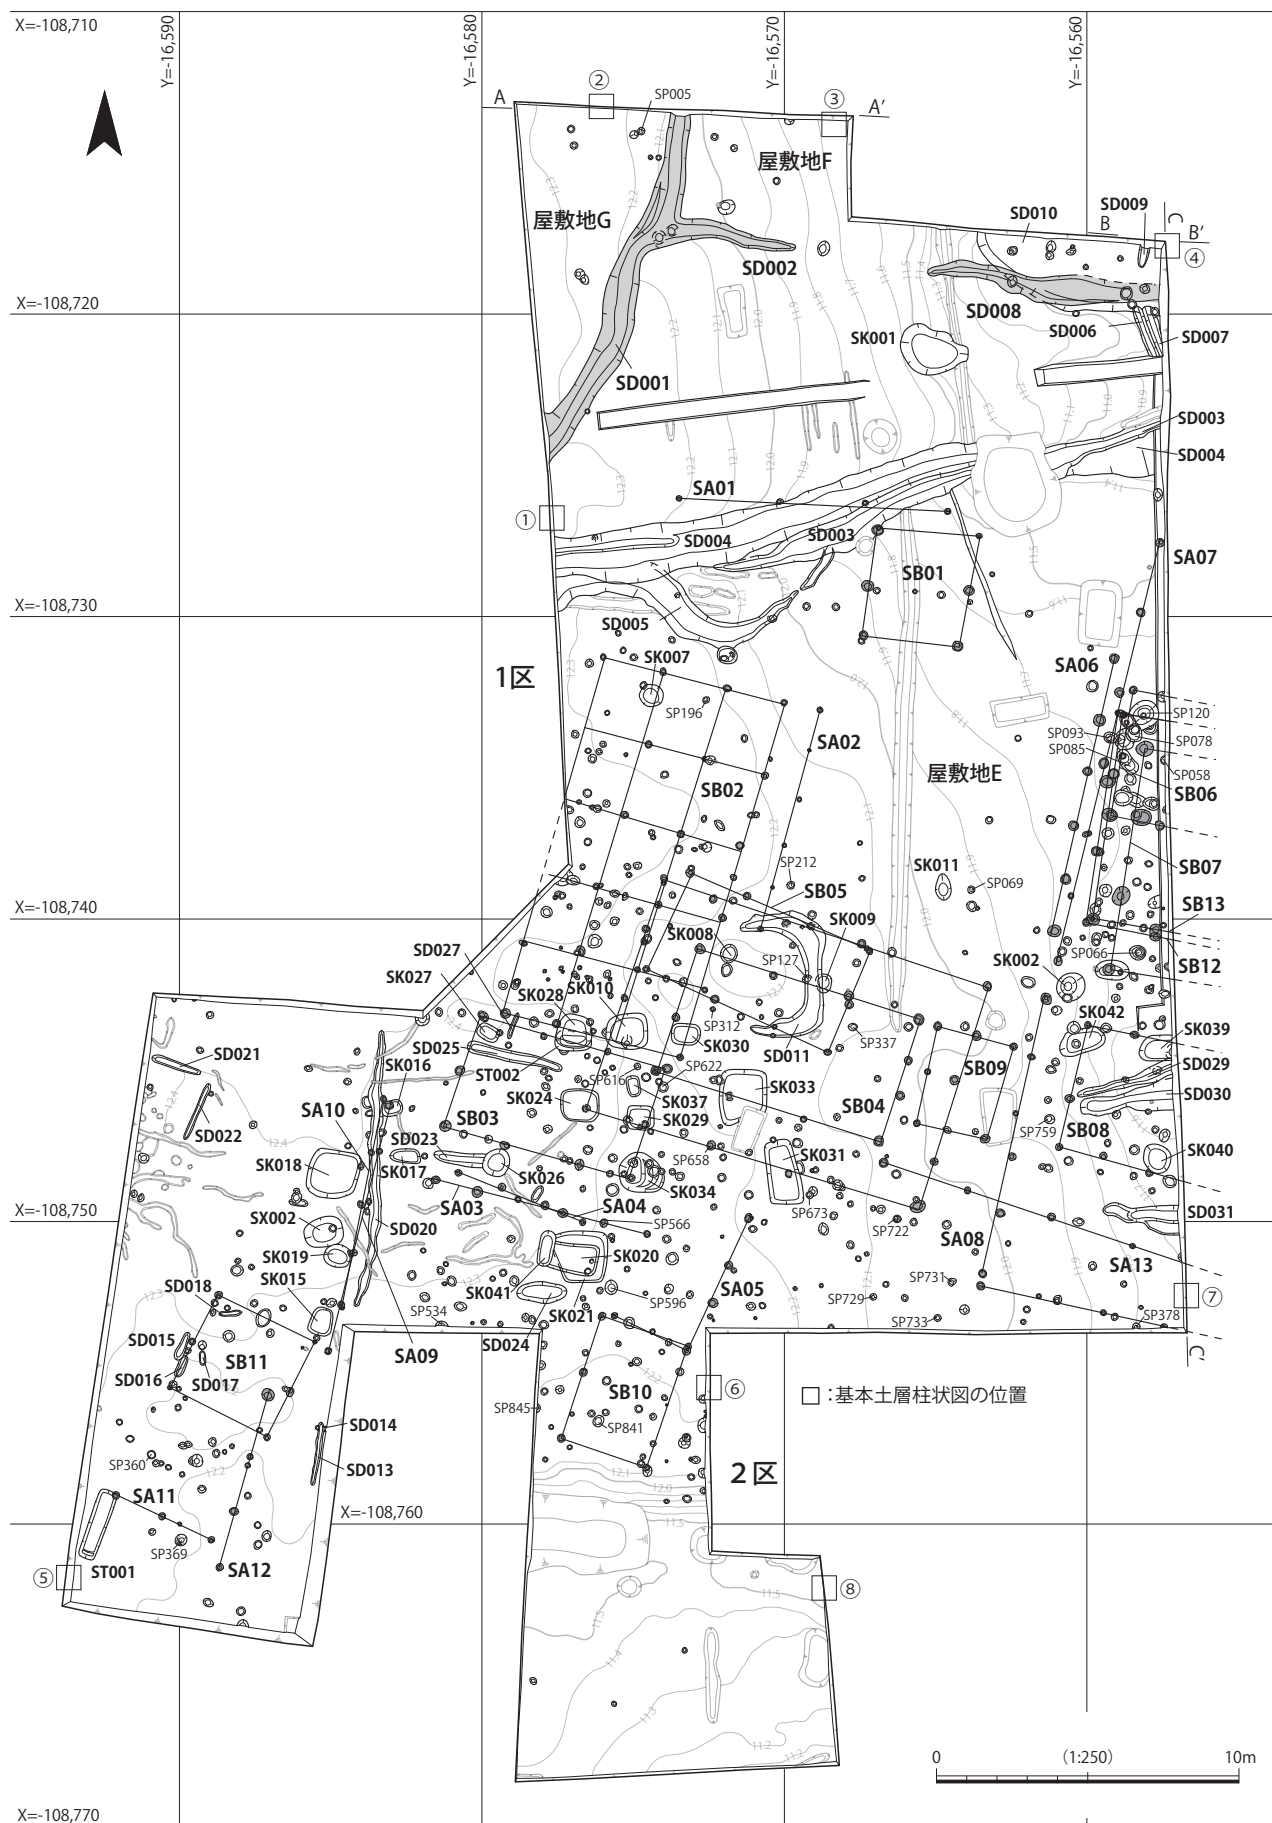 X=-108,710
Y=-16,590
Y=-16,580
Y=-16,570
Y=-16,560
A
②
SP005
③
A′
屋敷地F
屋敷地G
SD002
SD010
B
SD009
C
B′
④
X=-108,720
SD008
SD006
SD007
SK001
SD001
SD003
SD004
SA01
①
SD004
SD003
SA07
SB01
X=-108,730
SD005
SA06
1区
SK007
SP196
SA02
SP120
SP093
SP078
SP085
SP058
屋敷地E
SB02
SB06
SP212
SK011
SP069
SB07
SB05
X=-108,740
SK009
SB13
SK008
SD027
SP127
SK002
SP066
SB12
SK027
SK028
SK010
SP312
SK042
SK030
SD011
SP337
SK039
SD021
SD025
SK016
ST002
SP616
SP622
SB09
SD029
SK024
SK037
SK033
SD030
SA10
SB03
SK029
SB04
SP759
SB08
SD022
SD023
SK018
SK017
SK026
SP658
SK031
SK040
SK034
SA03
SA04
SP673
X=-108,750
SX002
SD020
SP566
SP722
SA08
SD031
SK019
SK020
SA13
SK015
SD018
SK041
SA05
SP731
SP596
SP729
⑦
SP534
SK021
SP733
SP378
SD015
SD024
SB11
SA09
C′
SD016
SD017
SB10
⑥
□:基本土層柱状図の位置
SP845
SP841
SD014
SP360
SD013
2区
SA11
X=-108,760
SP369
⑤
ST001
SA12
⑧
0
(1:250)
10m
X=-108,770